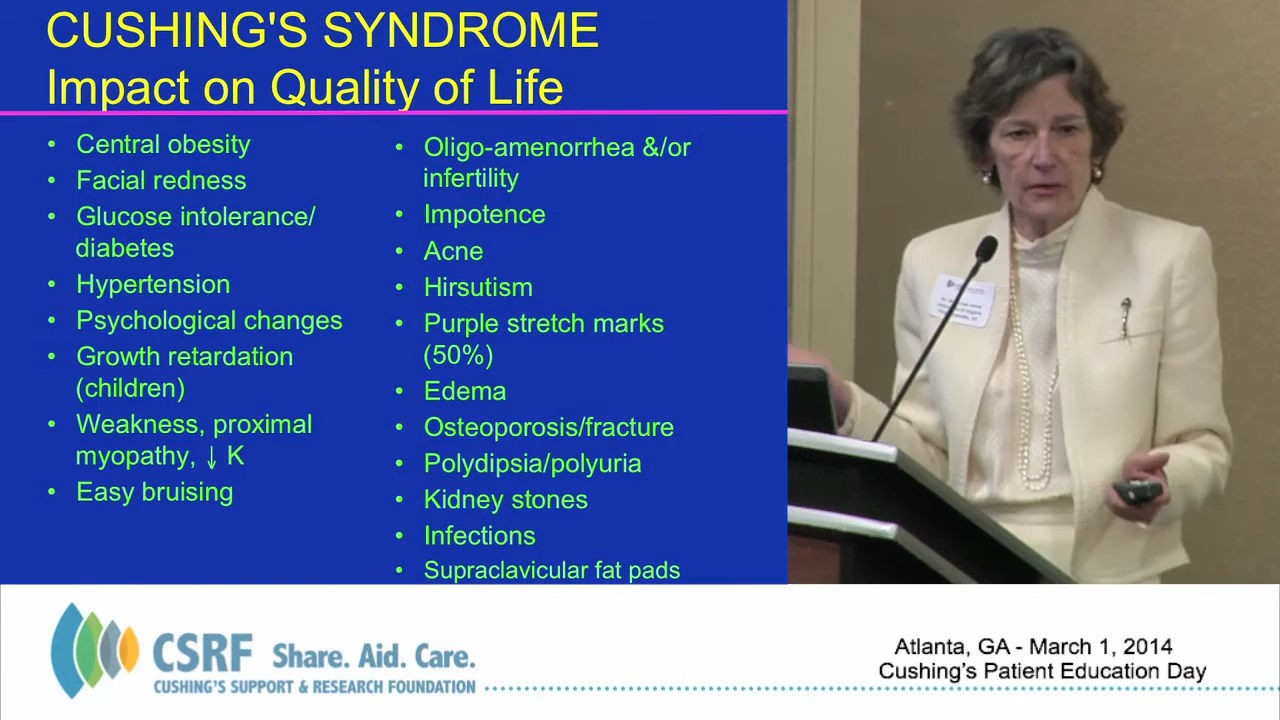 CUSHING'S SYNDROME
Impact on Quality of Life
• Central obesity
• Facial redness
• Glucose intolerance/
diabetes
• Hypertension
• Psychological changes
• Growth retardation
(children)
• Weakness, proximal
myopathy, ↓ K
• Easy bruising
• Oligo-amenorrhea &/or
infertility
• Impotence
• Acne
• Hirsutism
• Purple stretch marks
(50%)
• Edema
• Osteoporosis/fracture
• Polydipsia/polyuria
• Kidney stones
• Infections
• Supraclavicular fat pads
CSRF Share. Aid. Care.
CUSHING'S SUPPORT & RESEARCH FOUNDATION
Atlanta, GA - March 1, 2014
Cushing's Patient Education Day